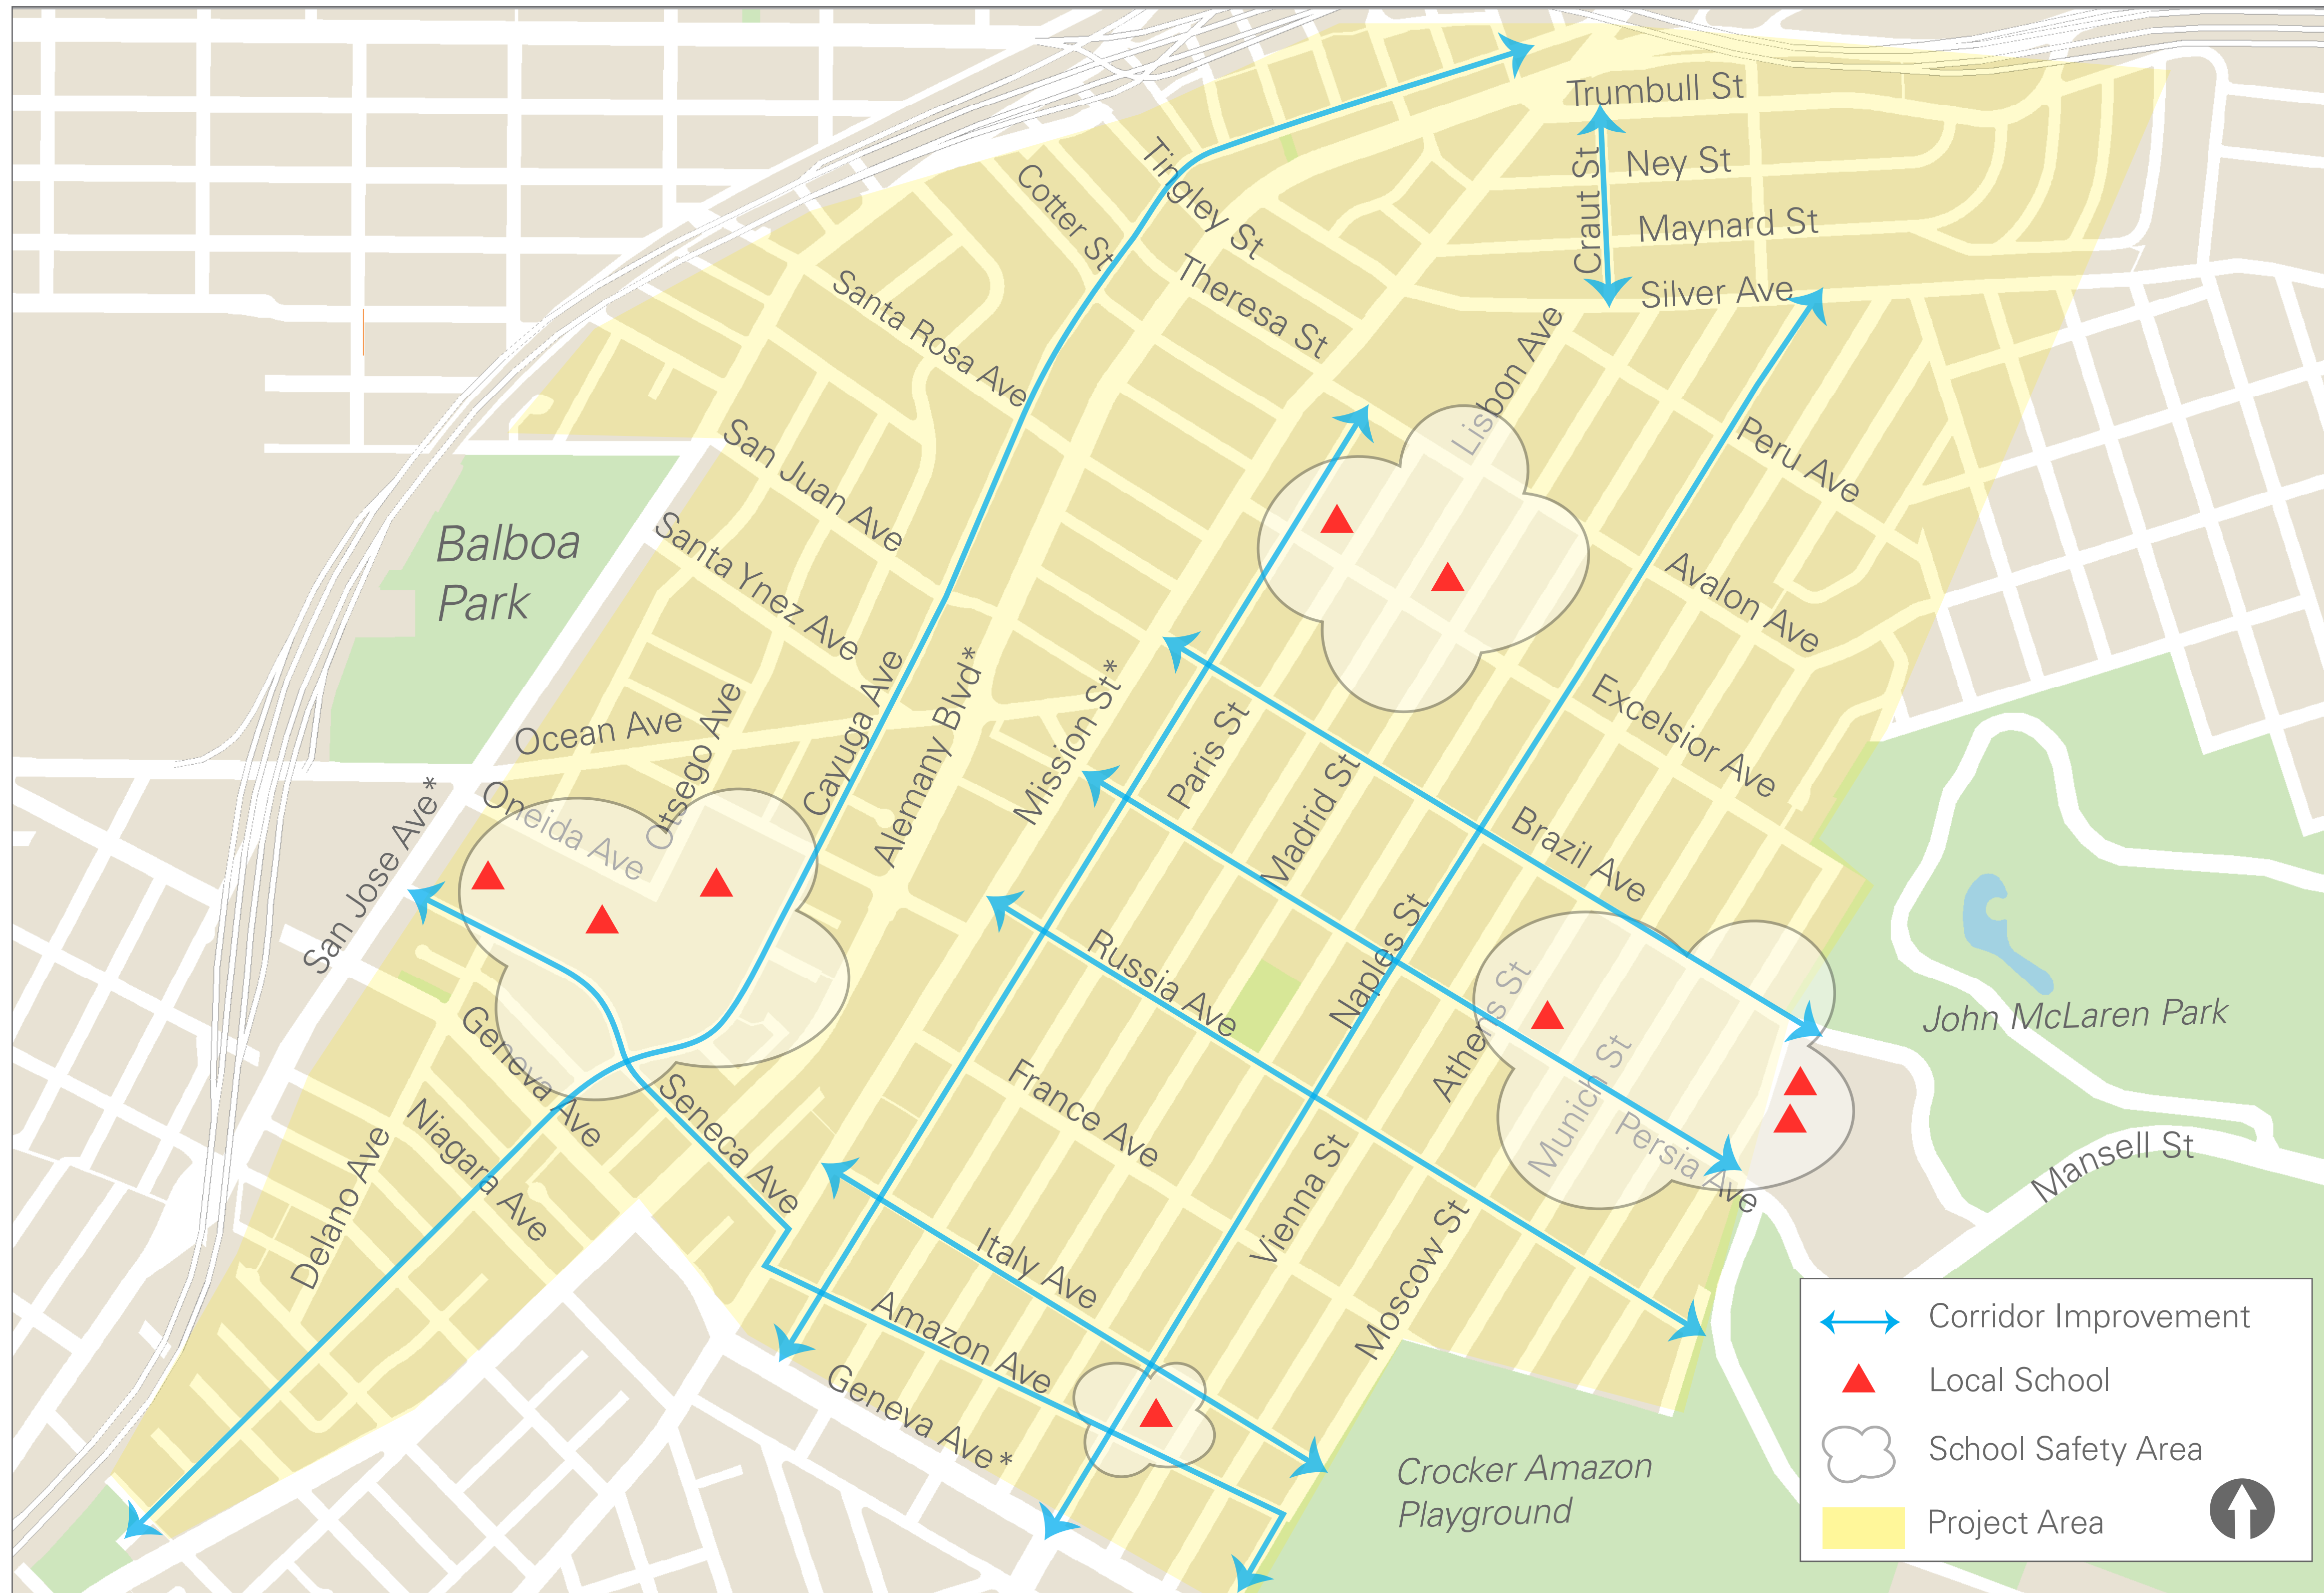 Trumbull St
Ney St
Craut St
Maynard St
Silver Ave
Tingley St
Cotter St
Theresa St
Santa Rosa Ave
Lisbon Ave
Peru Ave
San Juan Ave
Balboa
Park
Santa Ynez Ave
Avalon Ave
Excelsior Ave
Ocean Ave
Otsego Ave
Cayuga Ave
Alemany Blvd*
Mission St*
Paris St
Madrid St
Brazil Ave
San Jose Ave*
Oneida Ave
Russia Ave
Naples St
Athens St
Munich St
Persia Ave
John McLaren Park
Mansell St
Geneva Ave
Seneca Ave
France Ave
Vienna St
Moscow St
Niagara Ave
Delano Ave
Italy Ave
Amazon Ave
Geneva Ave*
Crocker Amazon
Playground
Corridor Improvement
Local School
School Safety Area
Project Area